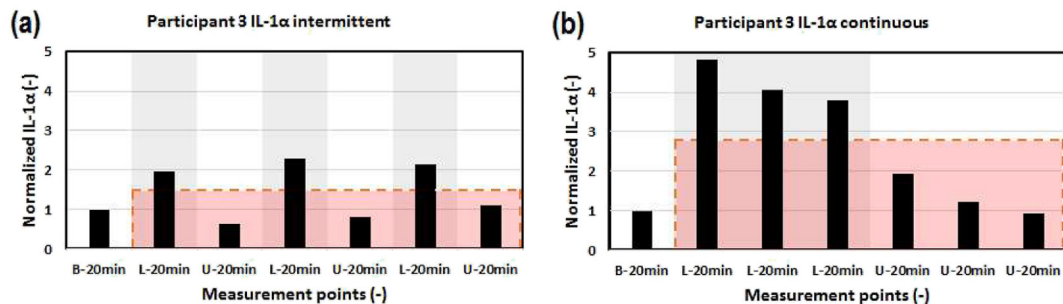 (a)
Participant 3 IL-1α intermittent
Normalized IL-1α (-)
5
4
3
2
1
0
B-20min L-20min U-20min L-20min U-20min L-20min U-20min
Measurement points (-)
(b)
Participant 3 IL-1α continuous
Normalized IL-1α (-)
5
4
3
2
1
0
B-20min L-20min L-20min L-20min U-20min U-20min U-20min
Measurement points (-)